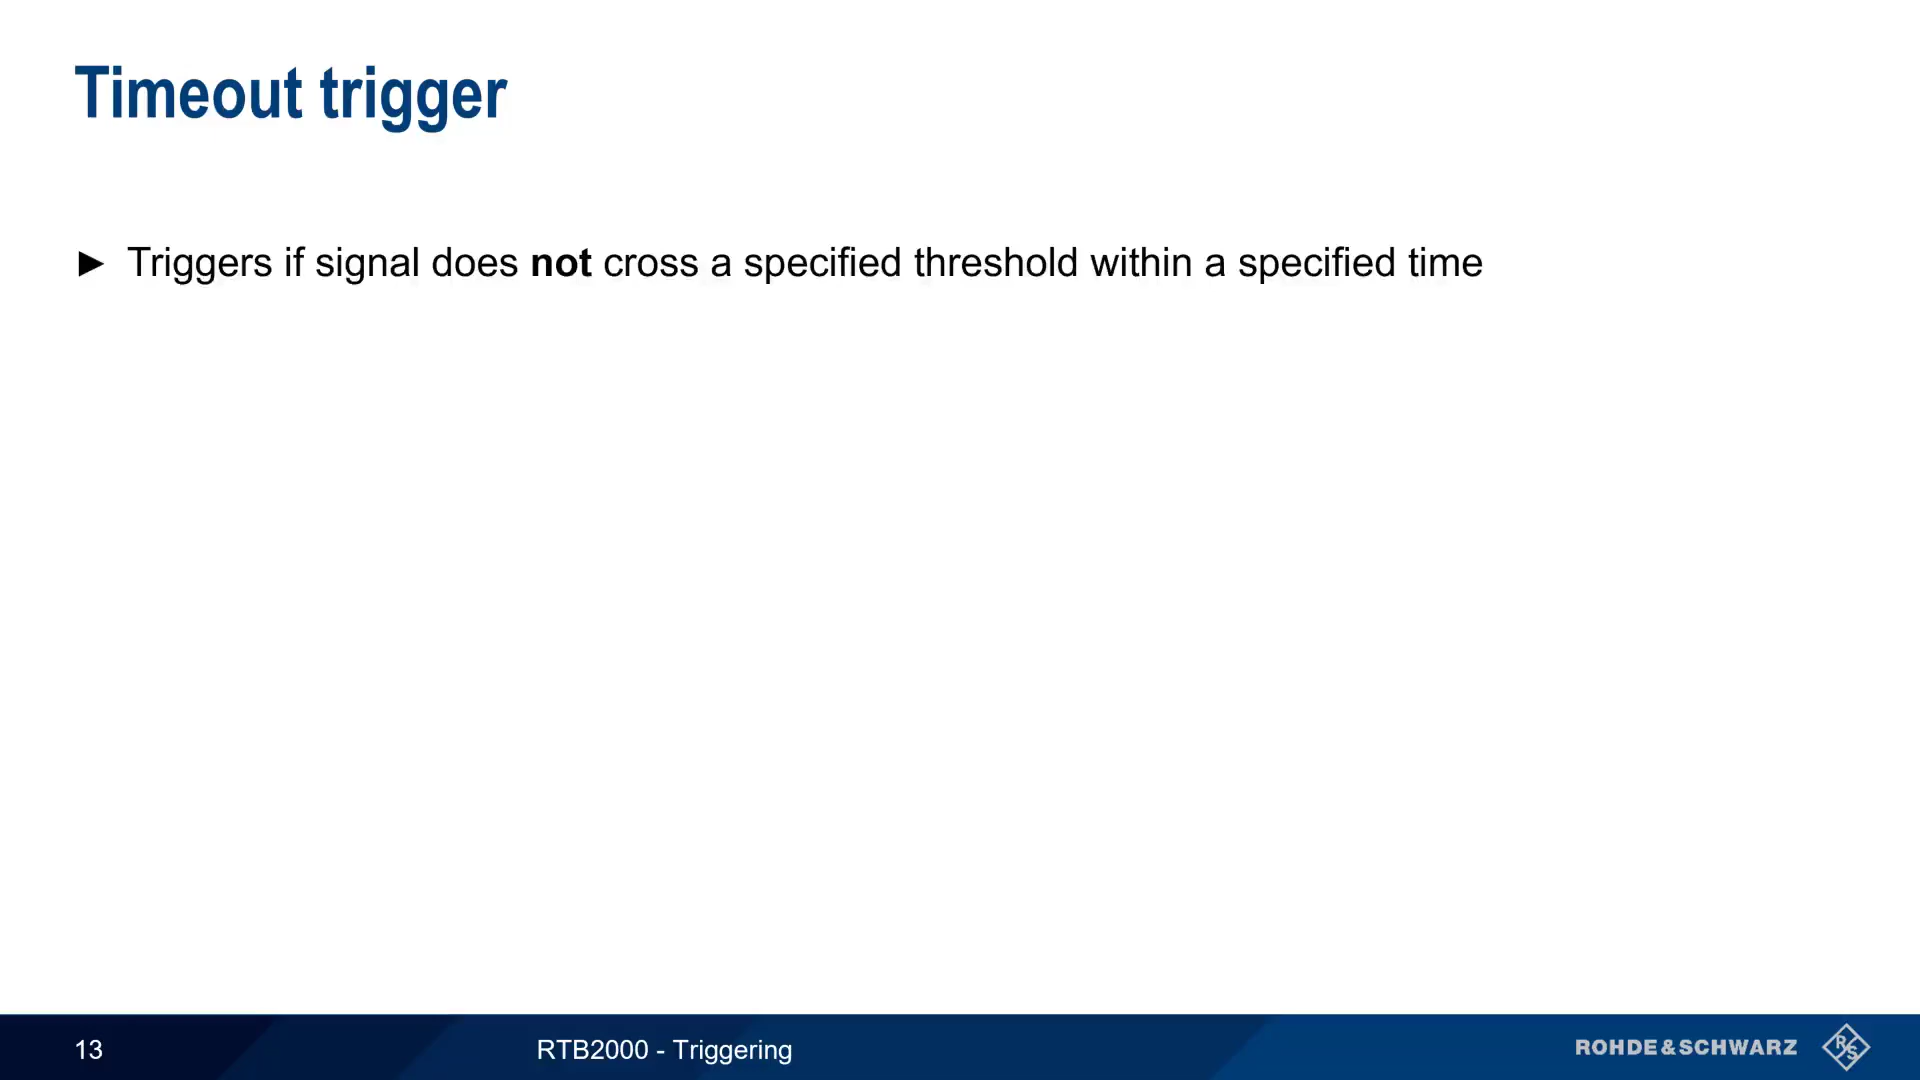 Timeout trigger
► Triggers if signal does not cross a specified threshold within a specified time
13
RTB2000 - Triggering
ROHDE&SCHWARZ
R&S